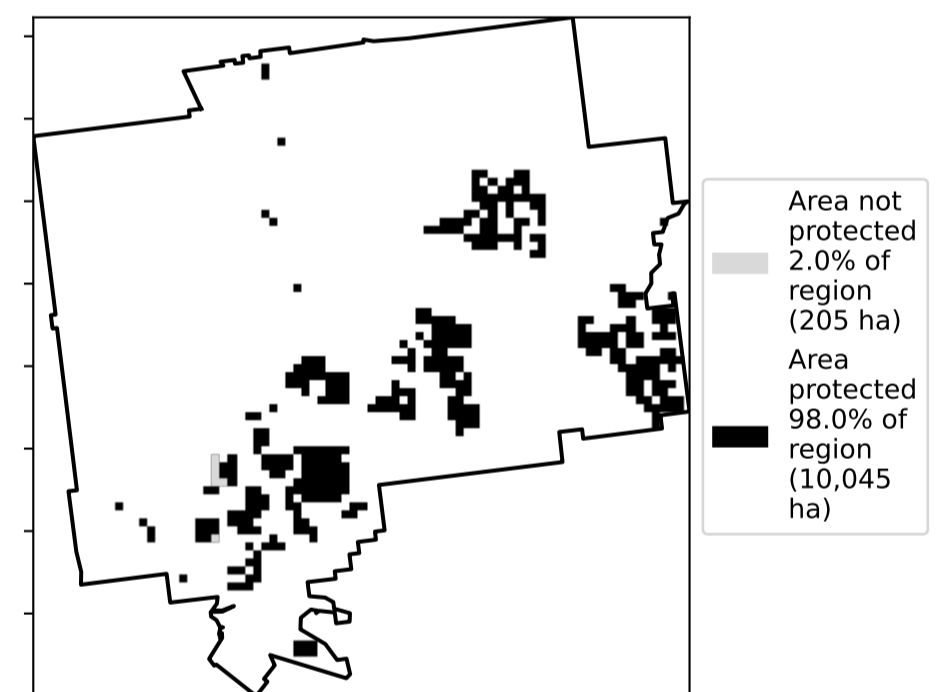 Area not
protected
2.0% of
region
(205 ha)
Area
protected
98.0% of
region
(10,045
ha)